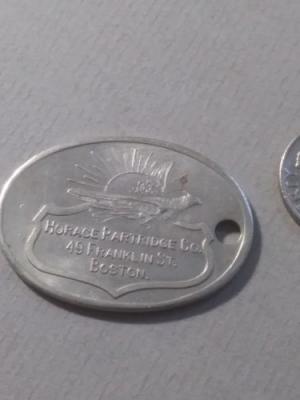 HORACE PARTRIDGE CO.
49 FRANKLIN ST.
BOSTON.